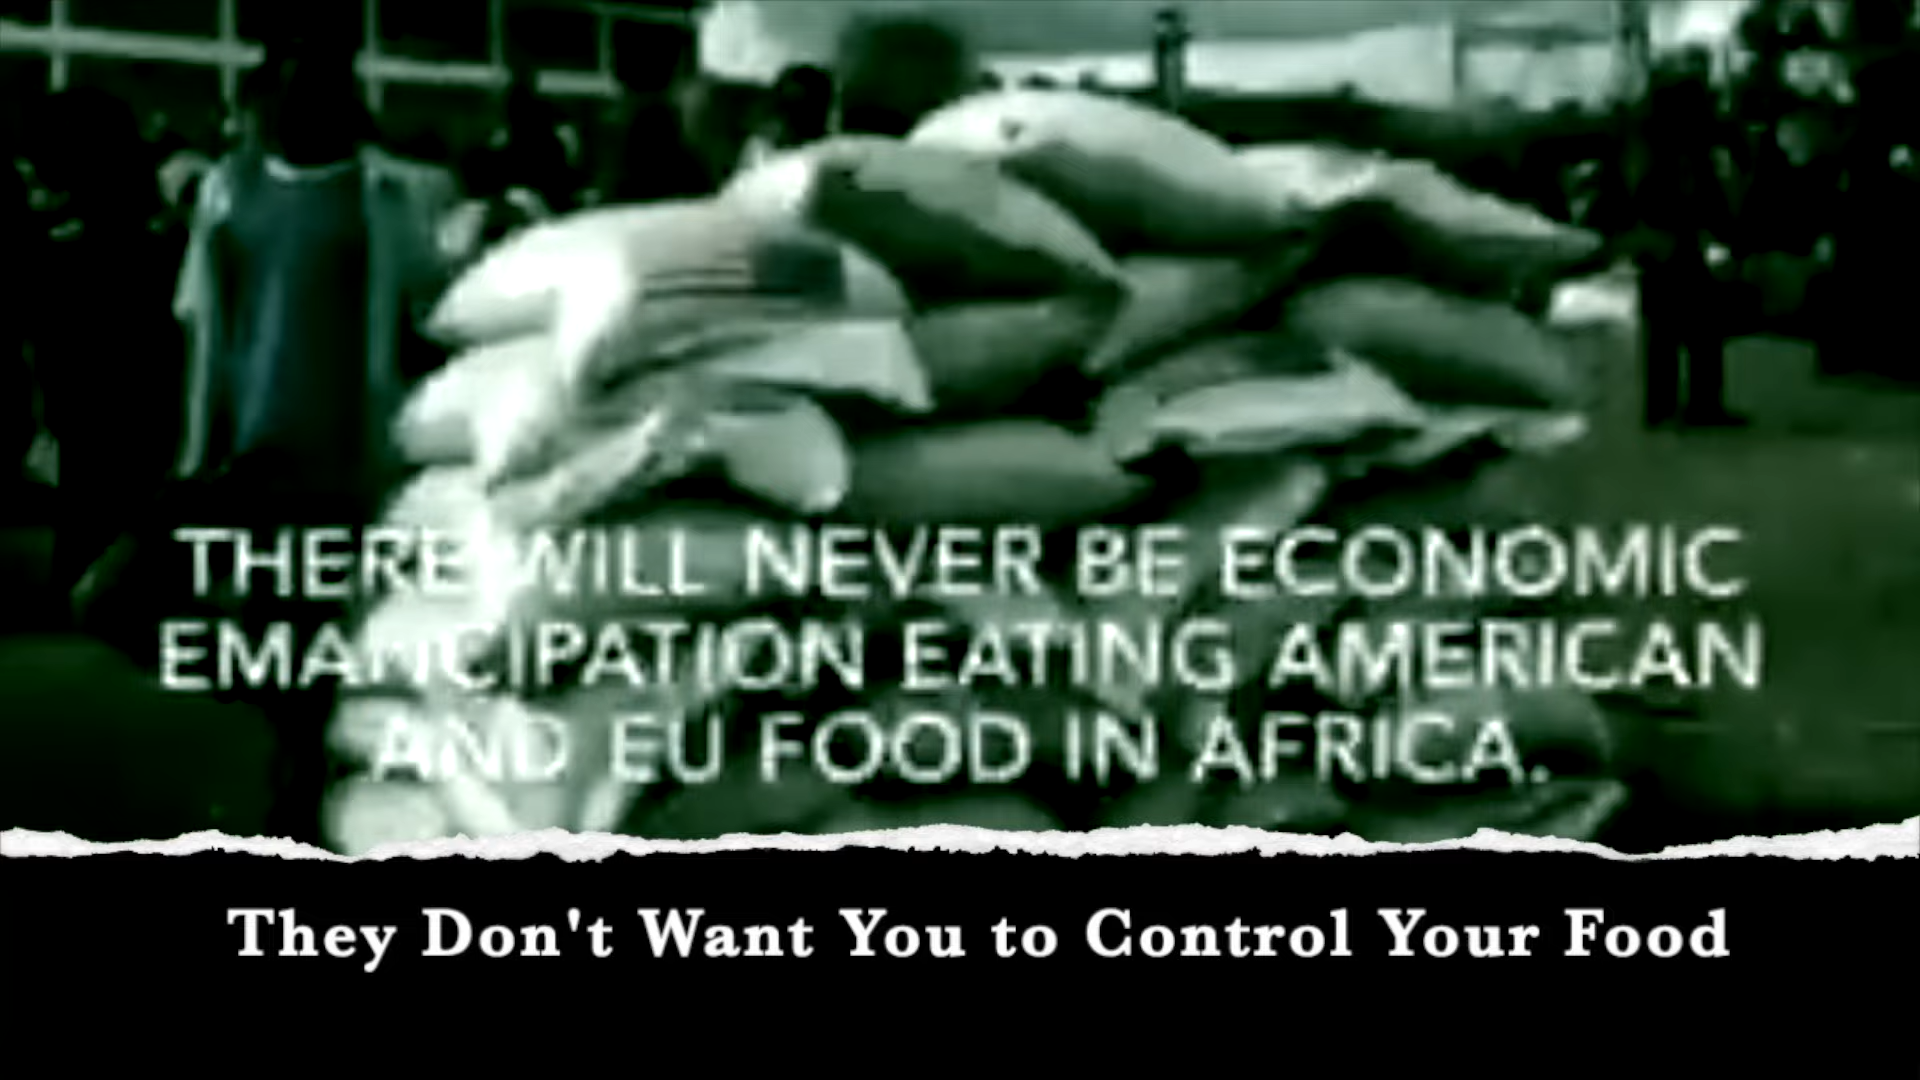 THERE WILL NEVER BE ECONOMIC
EMANCIPATION EATING AMERICAN
AND EU FOOD IN AFRICA.
They Don't Want You to Control Your Food